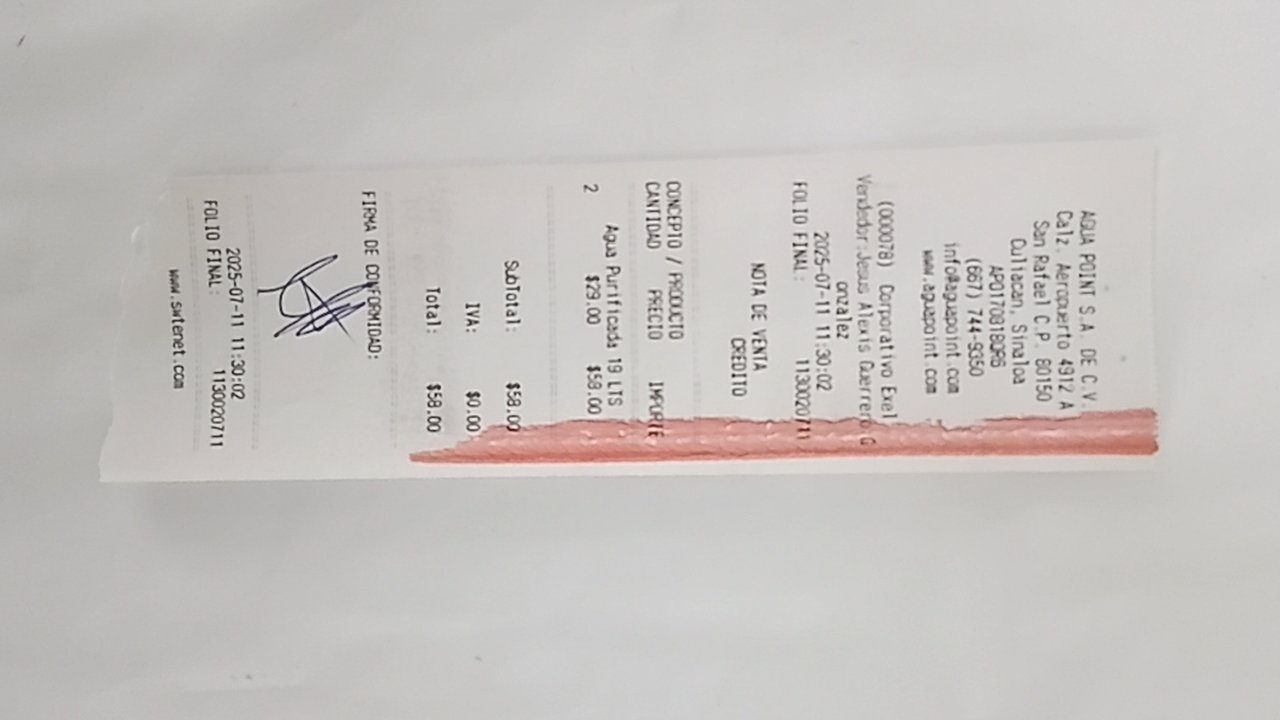 AGUA POINT S.A. DE C.V.
Calz. Aeropuerto 4912 A
San Rafael C.P. 80150
Culiacan, Sinaloa
APO170818QR6
(667) 744-9350
info@aguapoint.com
www.aguapoint.com
(000078) Corporativo Exel
Vendedor:Jesus Alexis Guerrero G
onzalez
2025-07-11 11:30:02
FOLIO FINAL: 1130020711
NOTA DE VENTA
CREDITO
CONCEPTO / PRODUCTO
CANTIDAD PRECIO IMPORTE
Agua Purificada 19 LTS
2 $29.00 $58.00
SubTotal: $58.00
IVA: $0.00
Total: $58.00
FIRMA DE CONFORMIDAD:
2025-07-11 11:30:02
FOLIO FINAL: 1130020711
www.swtenet.com